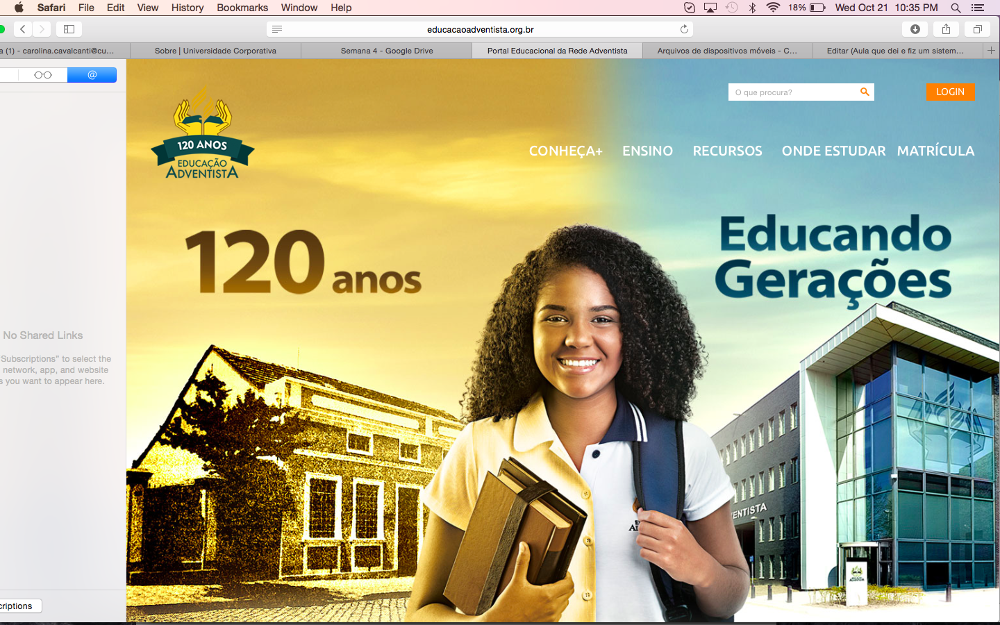 Safari File Edit View History Bookmarks Window Help 18% Wed Oct 21 10:35 PM
educacaoadventista.org.br
a (1) - carolina.cavalcanti@cu... Sobre | Universidade Corporativa Semana 4 - Google Drive Portal Educacional da Rede Adventista Arquivos de dispositivos móveis - C... Editar (Aula que dei e fiz um sistem...
@
O que procura?
LOGIN
120 ANOS
EDUCAÇÃO
ADVENTISTA
CONHEÇA+ ENSINO RECURSOS ONDE ESTUDAR MATRÍCULA
120 anos
Educando
Gerações
No Shared Links
Subscriptions" to select the
network, app, and website
s you want to appear here.
VENTISTA
criptions